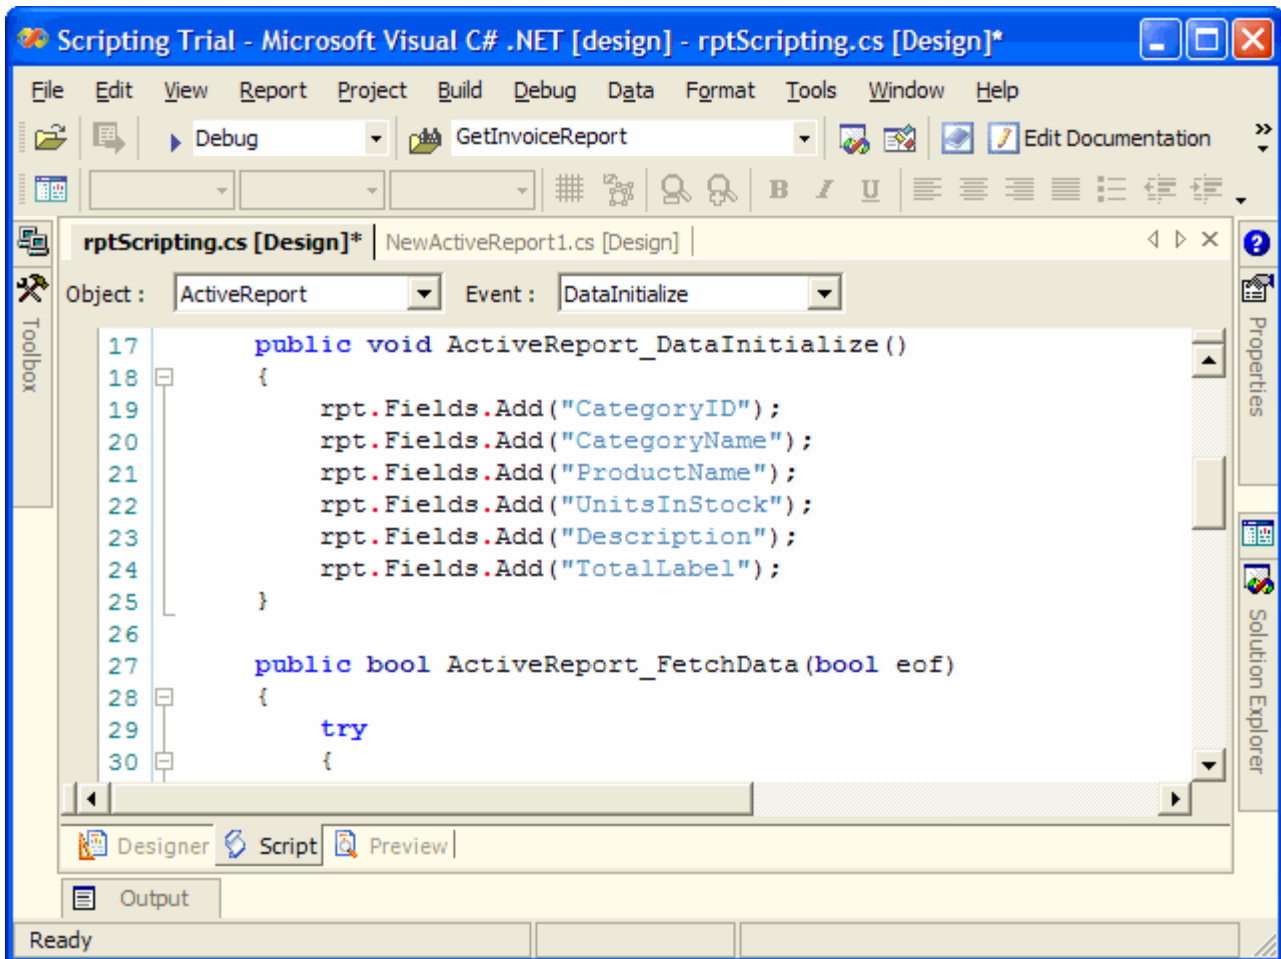 Scripting Trial - Microsoft Visual C# .NET [design] - rptScripting.cs [Design]*
File Edit View Report Project Build Debug Data Format Tools Window Help
Debug GetInvoiceReport Edit Documentation
B I U
rptScripting.cs [Design]* NewActiveReport1.cs [Design]
Object : ActiveReport Event : DataInitialize
Toolbox
Properties
Solution Explorer
17 public void ActiveReport_DataInitialize()
18 {
19 rpt.Fields.Add("CategoryID");
20 rpt.Fields.Add("CategoryName");
21 rpt.Fields.Add("ProductName");
22 rpt.Fields.Add("UnitsInStock");
23 rpt.Fields.Add("Description");
24 rpt.Fields.Add("TotalLabel");
25 }
26
27 public bool ActiveReport_FetchData(bool eof)
28 {
29 try
30 {
Designer Script Preview
Output
Ready